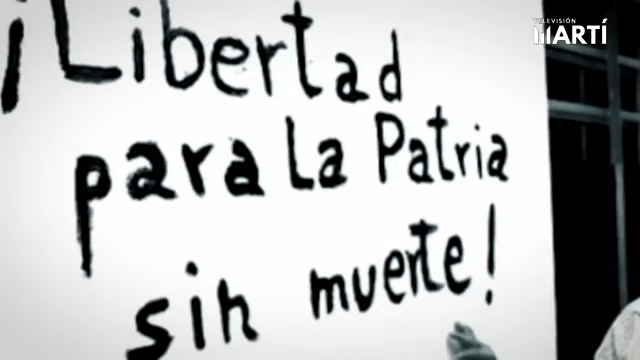 ¡Libertad
para la Patria
sin muerte!
TELEVISIÓN
MARTÍ